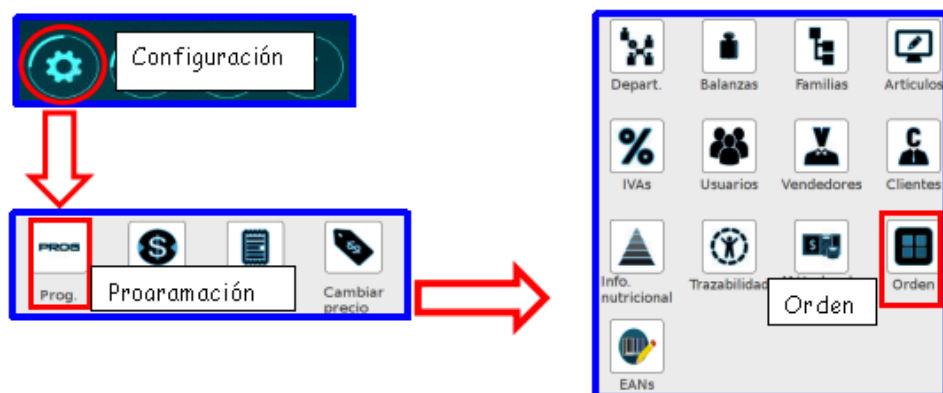 Configuración
PROG
Prog.
Proaramación
Cambiar
precio
Depart.
Balanzas
Familias
Articulos
%
V
C
IVAs
Usuarios
Vendedores
Clientes
Info.
nutricional
Trazabilidad
Orden
Orden
EANs